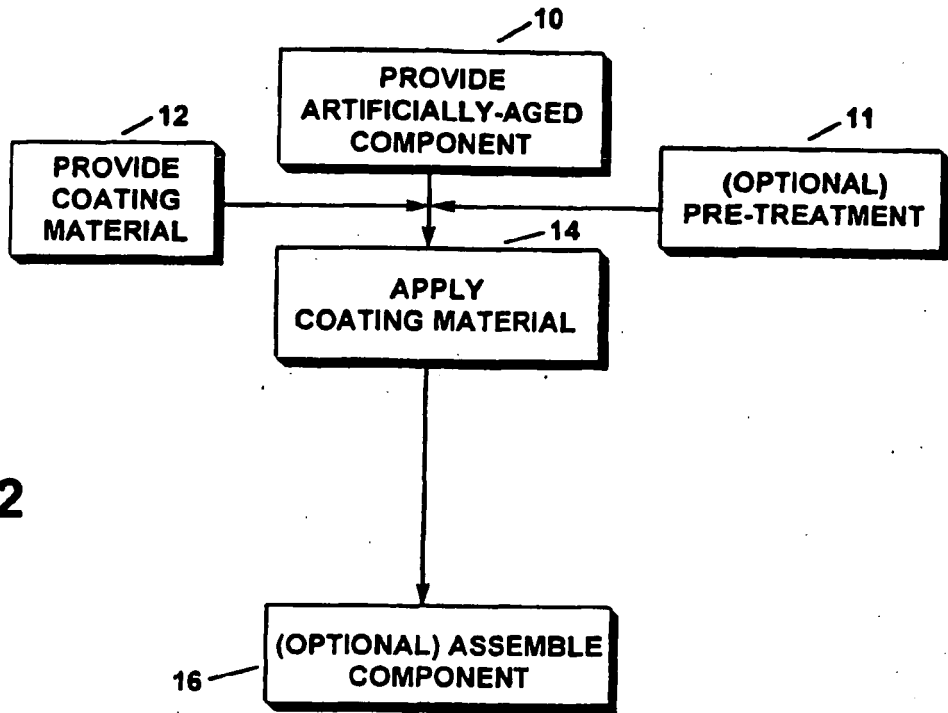 10
PROVIDE
ARTIFICIALLY-AGED
COMPONENT
12
PROVIDE
COATING
MATERIAL
11
(OPTIONAL)
PRE-TREATMENT
14
APPLY
COATING MATERIAL
2
(OPTIONAL) ASSEMBLE
COMPONENT
16